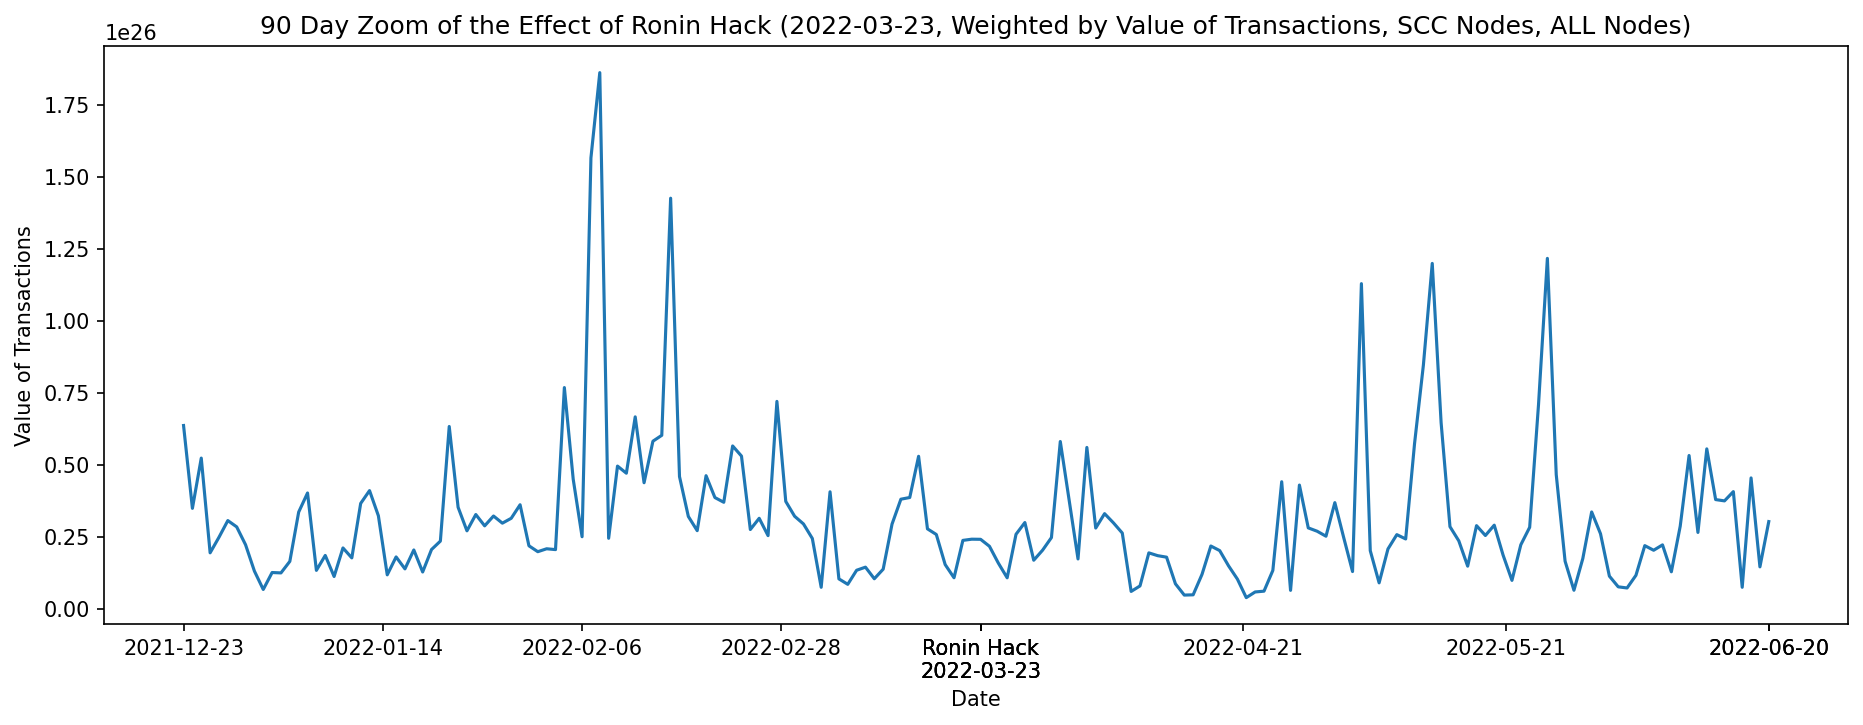 90 Day Zoom of the Effect of Ronin Hack (2022-03-23, Weighted by Value of Transactions, SCC Nodes, ALL Nodes)
1e26
1.75
1.50
1.25
1.00
0.75
0.50
0.25
0.00
Value of Transactions
2021-12-23 2022-01-14 2022-02-06 2022-02-28 Ronin Hack 2022-04-21 2022-05-21 2022-06-20
2022-03-23
Date